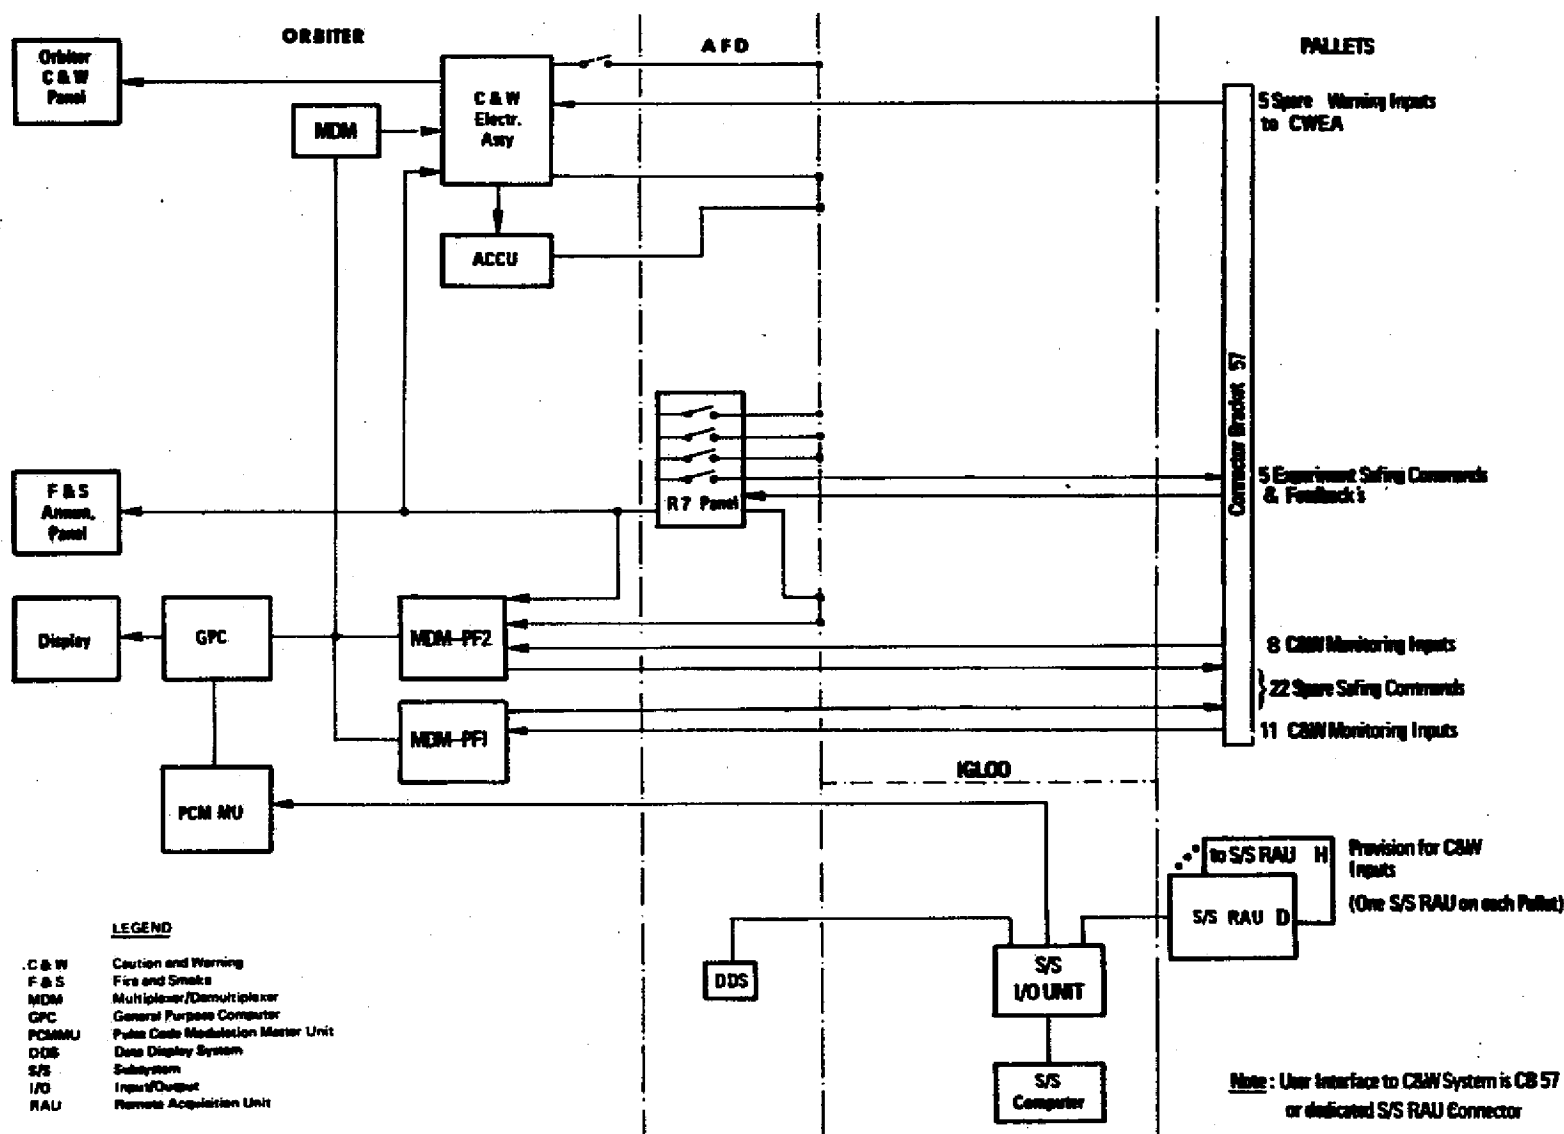 ORBITER
AFD
PALLETS
Orbiter
C & W
Panel
C & W
Electr.
Assy
MDM
ACCU
5 Spare Warning Inputs
to CWEA
Connector Bracket 57
R7 Panel
5 Experiment Safing Commands
& Feedback's
F & S
Annun.
Panel
Display
GPC
MDM-PF2
8 C&W Monitoring Inputs
22 Spare Safing Commands
MDM-PF1
11 C&W Monitoring Inputs
IGLOO
PCM MU
to S/S RAU H
S/S RAU D
Provision for C&W
Inputs
(One S/S RAU on each Pallet)
DDS
S/S
I/O UNIT
S/S
Computer
LEGEND
C & W Caution and Warning
F & S Fire and Smoke
MDM Multiplexer/Demultiplexer
GPC General Purpose Computer
PCMMU Pulse Code Modulation Master Unit
DDS Data Display System
S/S Subsystem
I/O Input/Output
RAU Remote Acquisition Unit
Note: User Interface to C&W System is CB 57
or dedicated S/S RAU Connector